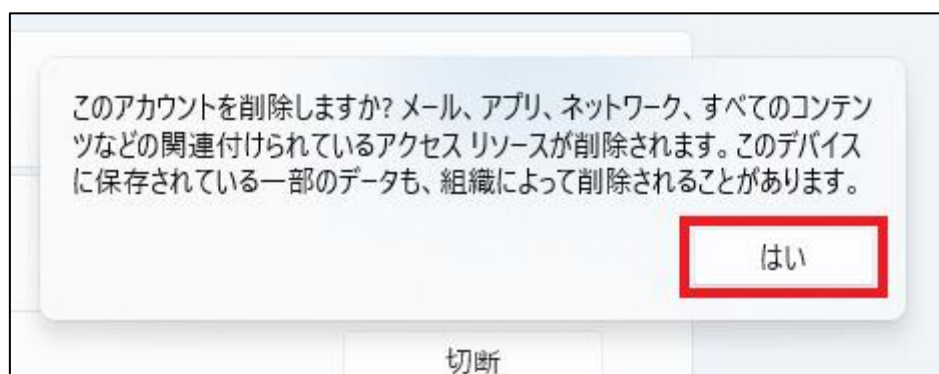 このアカウントを削除しますか? メール、アプリ、ネットワーク、すべてのコンテン
ツなどの関連付けられているアクセス リソースが削除されます。このデバイス
に保存されている一部のデータも、組織によって削除されることがあります。
はい
切断